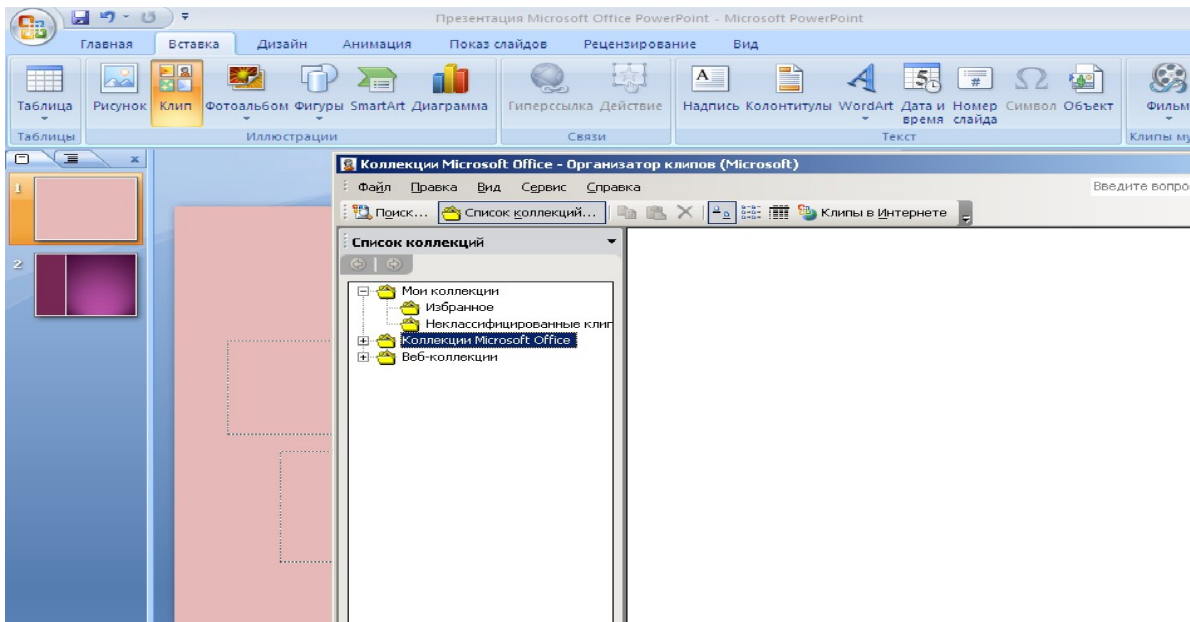 Презентация Microsoft Office PowerPoint - Microsoft PowerPoint
Главная Вставка Дизайн Анимация Показ слайдов Рецензирование Вид
Таблица Рисунок Клип Фотоальбом Фигуры SmartArt Диаграмма Гиперссылка Действие Надпись Колонтитулы WordArt Дата и время Номер слайда Символ Объект Фильм
Таблицы Иллюстрации Связи Текст Клипы му
Коллекции Microsoft Office - Организатор клипов (Microsoft)
Файл Правка Вид Сервис Справка Введите вопро
Поиск... Список коллекций... Клипы в Интернете
Список коллекций
1
Мои коллекции
Избранное
Неклассифицированные клип
Коллекции Microsoft Office
Веб-коллекции
2